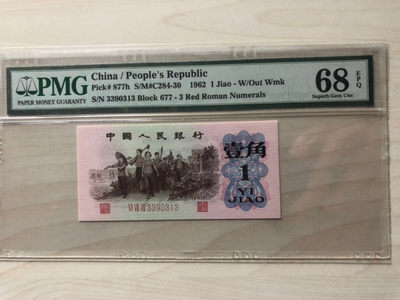 PMG
PAPER MONEY GUARANTY
China / People's Republic
Pick# 877h S/M#C284-30 1962 1 Jiao - W/Out Wmk
S/N 3390313 Block 677 - 3 Red Roman Numerals
68 EPQ
Superb Gem Unc
中國人民銀行
壹角
1
YI
JIAO
3390313